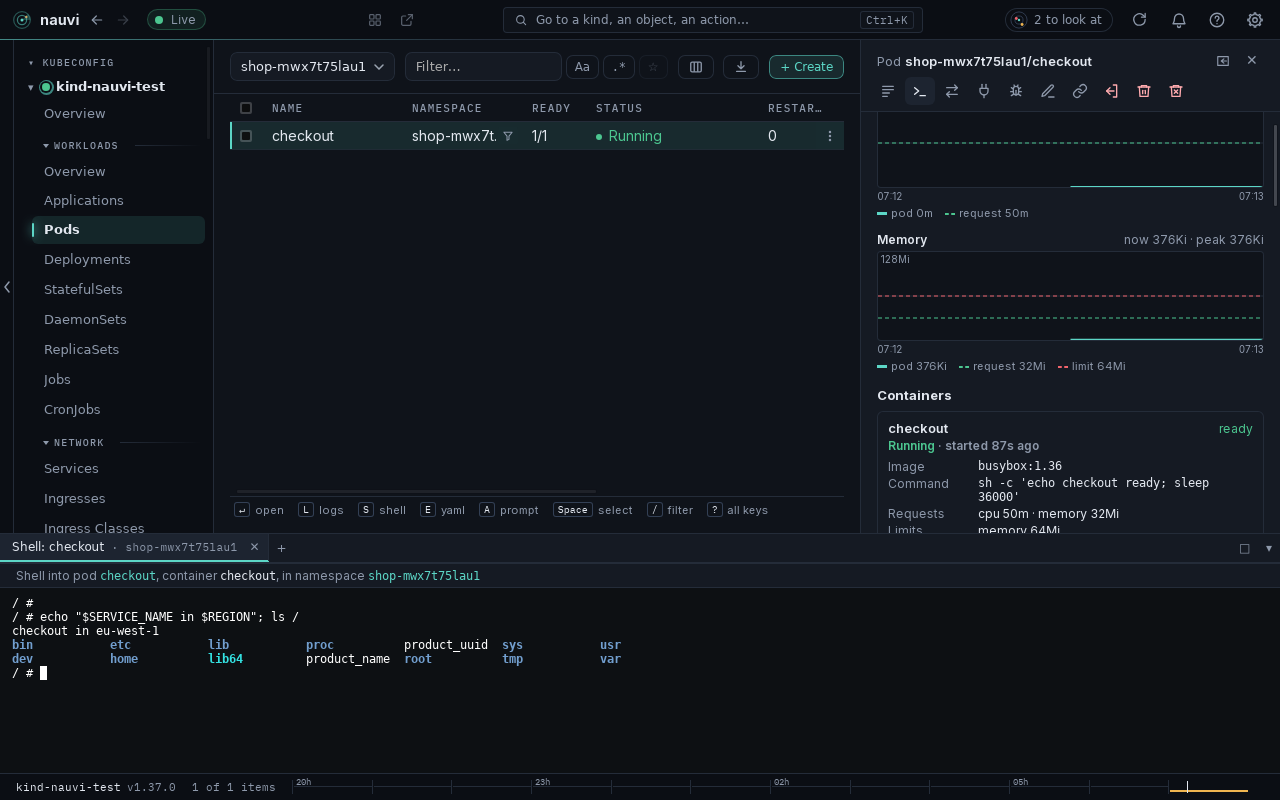 nauvi
Live
Go to a kind, an object, an action…
Ctrl+K
2 to look at
KUBECONFIG
kind-nauvi-test
Overview
WORKLOADS
Overview
Applications
Pods
Deployments
StatefulSets
DaemonSets
ReplicaSets
Jobs
CronJobs
NETWORK
Services
Ingresses
Ingress Classes
shop-mwx7t75lau1
Filter…
Aa
.*
+ Create
NAME NAMESPACE READY STATUS RESTAR…
checkout shop-mwx7t. 1/1 Running 0
↵ open L logs S shell E yaml A prompt Space select / filter ? all keys
Pod shop-mwx7t75lau1/checkout
07:12 07:13
pod 0m request 50m
Memory now 376Ki · peak 376Ki
128Mi
07:12 07:13
pod 376Ki request 32Mi limit 64Mi
Containers
checkout ready
Running · started 87s ago
Image busybox:1.36
Command sh -c 'echo checkout ready; sleep
36000'
Requests cpu 50m · memory 32Mi
Limits memory 64Mi
Shell: checkout · shop-mwx7t75lau1 × +
Shell into pod checkout, container checkout, in namespace shop-mwx7t75lau1
/ #
/ # echo "$SERVICE_NAME in $REGION"; ls /
checkout in eu-west-1
bin etc lib proc product_uuid sys usr
dev home lib64 product_name root tmp var
/ #
kind-nauvi-test v1.37.0 1 of 1 items
20h 23h 02h 05h